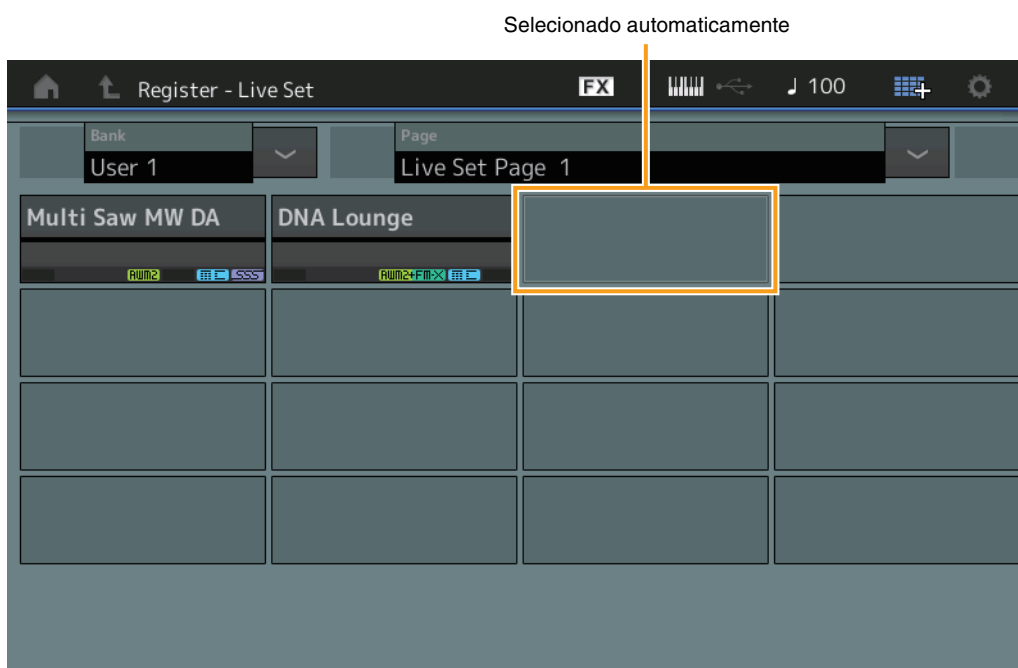 Selecionado automaticamente
Register - Live Set
FX
100
Bank
User 1
Page
Live Set Page 1
Multi Saw MW DA
DNA Lounge
AWM2
SSS
AWM2+FM-X